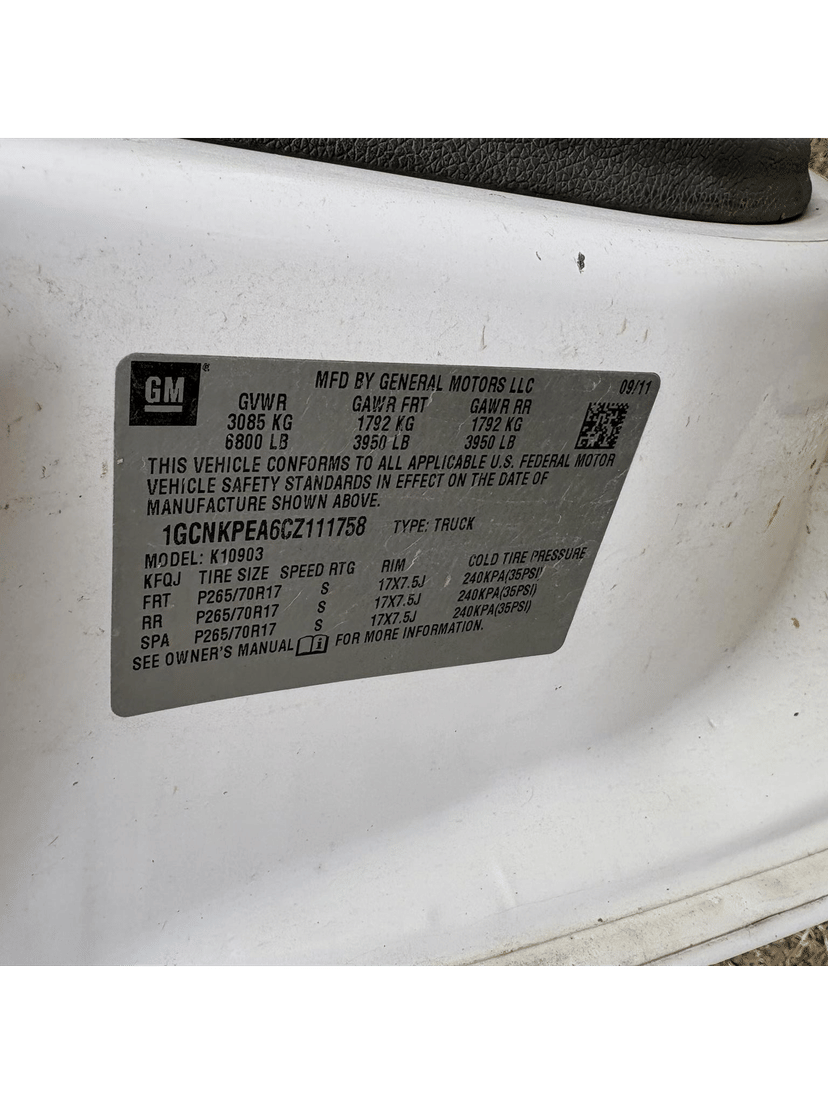 GM ®
MFD BY GENERAL MOTORS LLC 09/11
GVWR GAWR FRT GAWR RR
3085 KG 1792 KG 1792 KG
6800 LB 3950 LB 3950 LB
THIS VEHICLE CONFORMS TO ALL APPLICABLE U.S. FEDERAL MOTOR
VEHICLE SAFETY STANDARDS IN EFFECT ON THE DATE OF
MANUFACTURE SHOWN ABOVE.
1GCNKPEA6CZ111758 TYPE: TRUCK
MODEL: K10903
KFQJ TIRE SIZE SPEED RTG RIM COLD TIRE PRESSURE
FRT P265/70R17 S 17X7.5J 240KPA(35PSI)
RR P265/70R17 S 17X7.5J 240KPA(35PSI)
SPA P265/70R17 S 17X7.5J 240KPA(35PSI)
SEE OWNER'S MANUAL FOR MORE INFORMATION.